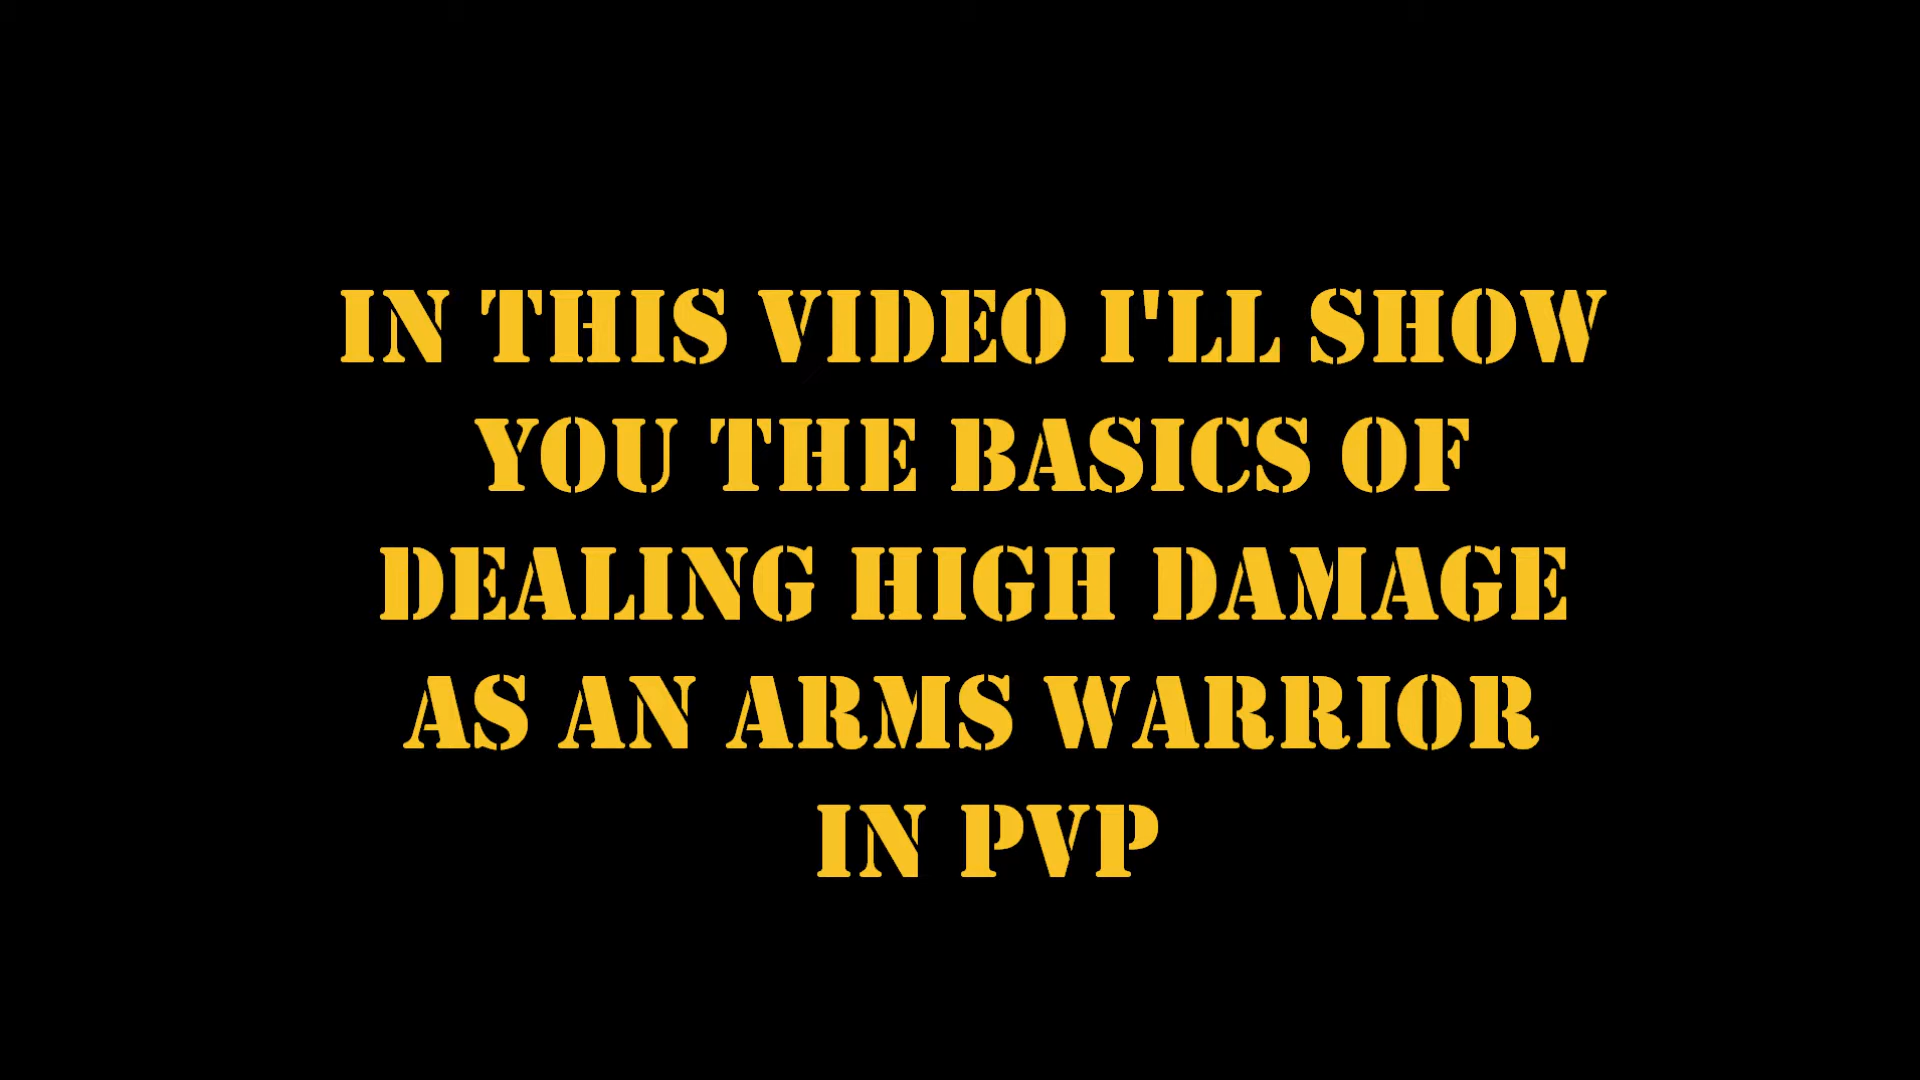 IN THIS VIDEO I'LL SHOW
YOU THE BASICS OF
DEALING HIGH DAMAGE
AS AN ARMS WARRIOR
IN PVP